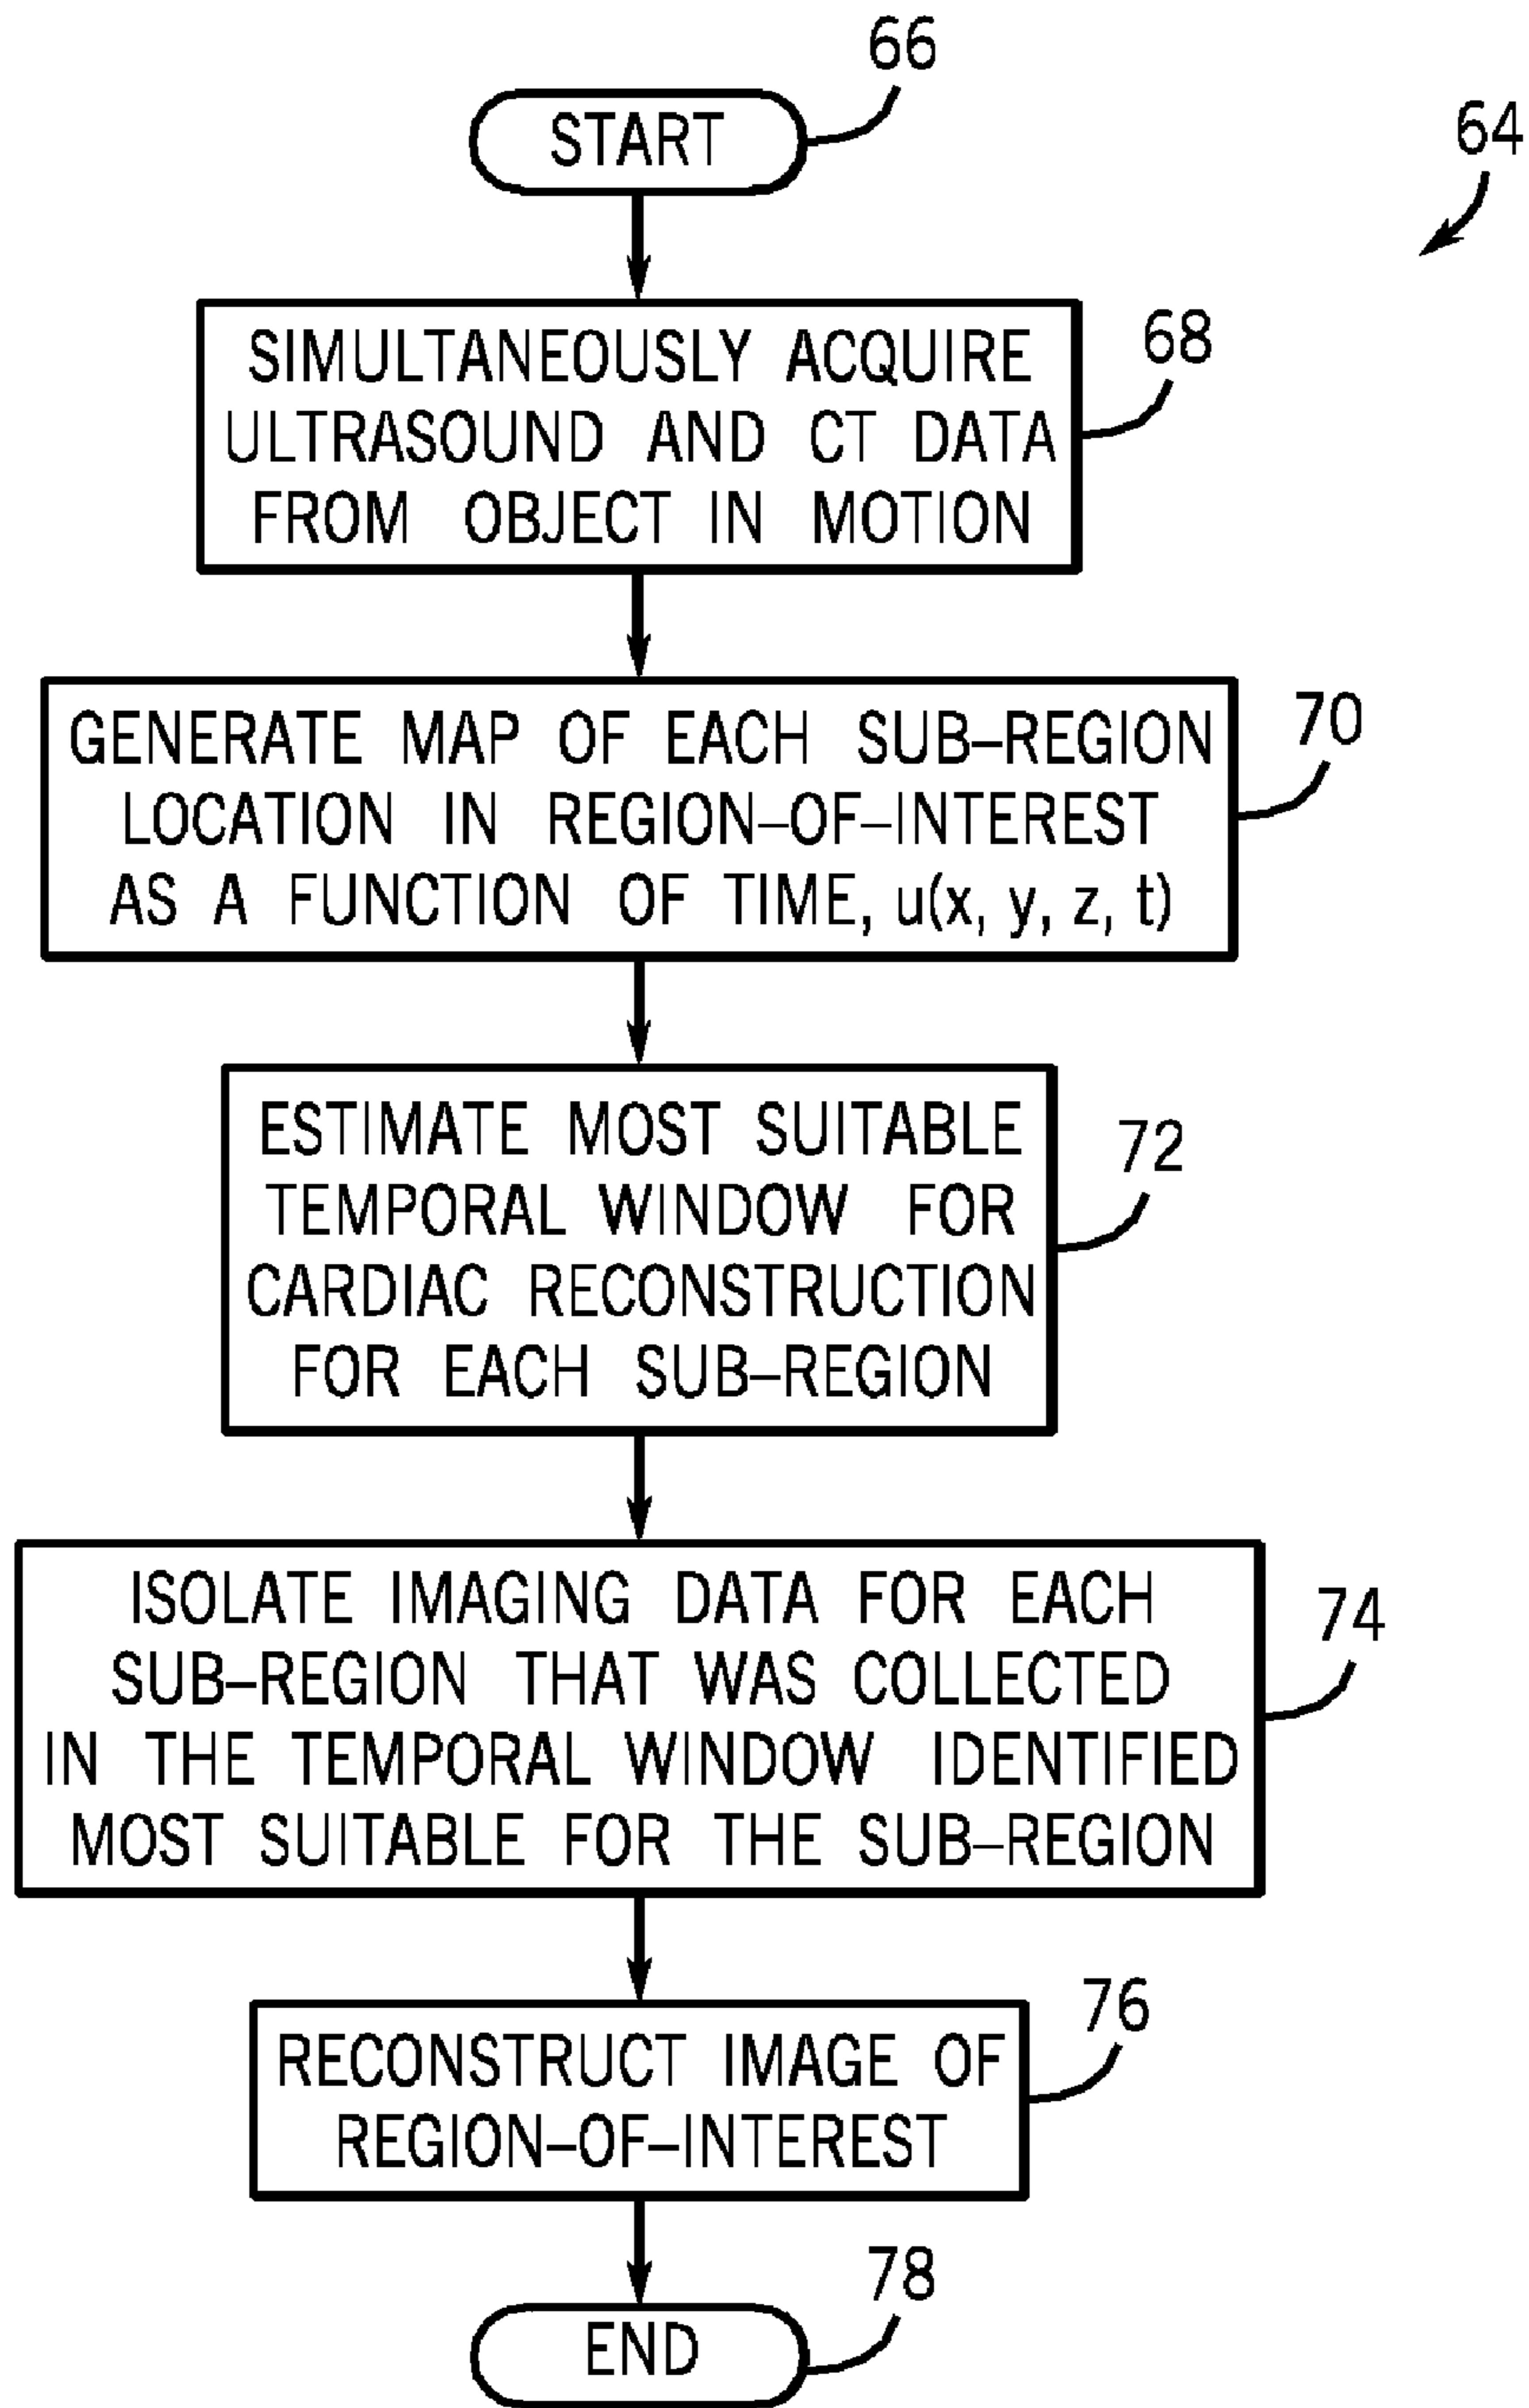 66
START
64
SIMULTANEOUSLY ACQUIRE
ULTRASOUND AND CT DATA
FROM OBJECT IN MOTION
68
GENERATE MAP OF EACH SUB–REGION
LOCATION IN REGION–OF–INTEREST
AS A FUNCTION OF TIME, u(x, y, z, t)
70
ESTIMATE MOST SUITABLE
TEMPORAL WINDOW FOR
CARDIAC RECONSTRUCTION
FOR EACH SUB–REGION
72
ISOLATE IMAGING DATA FOR EACH
SUB–REGION THAT WAS COLLECTED
IN THE TEMPORAL WINDOW IDENTIFIED
MOST SUITABLE FOR THE SUB–REGION
74
RECONSTRUCT IMAGE OF
REGION–OF–INTEREST
76
END
78